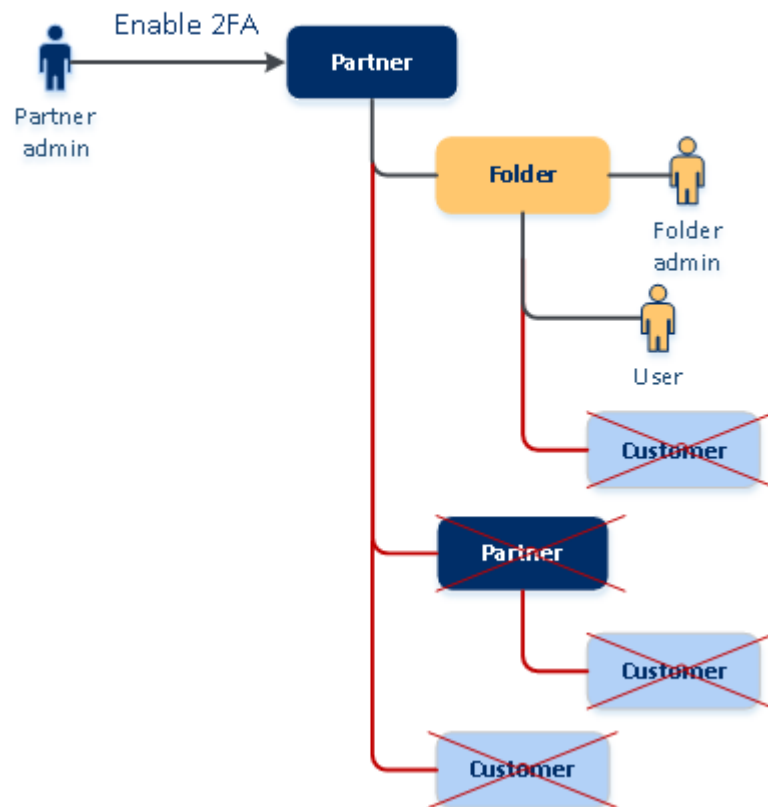 Enable 2FA
Partner
Partner
admin
Folder
Folder
admin
User
Customer
Partner
Customer
Customer